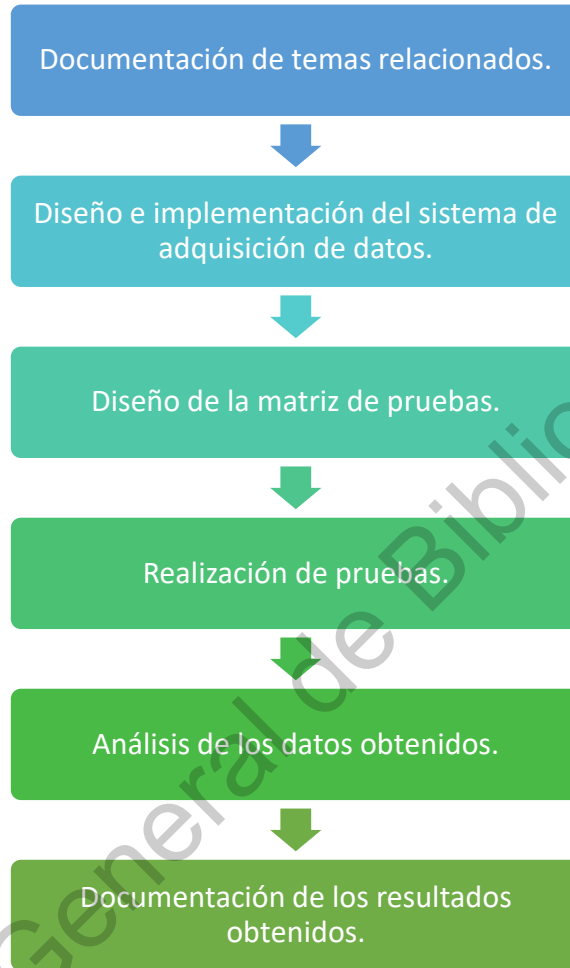 Documentación de temas relacionados.
Diseño e implementación del sistema de
adquisición de datos.
Diseño de la matriz de pruebas.
Realización de pruebas.
Análisis de los datos obtenidos.
Documentación de los resultados
obtenidos.
General de Biblio